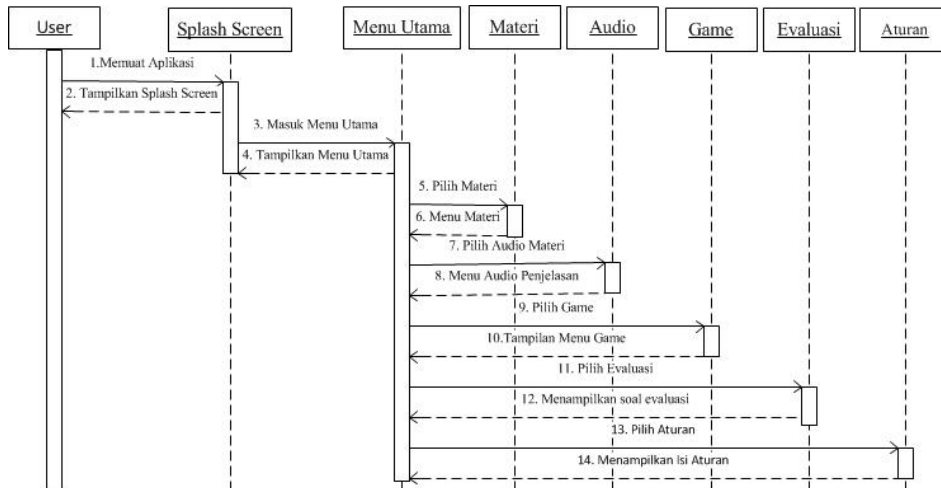 User
Splash Screen
Menu Utama
Materi
Audio
Game
Evaluasi
Aturan
1.Memuat Aplikasi
2. Tampilkan Splash Screen
3. Masuk Menu Utama
4. Tampilkan Menu Utama
5. Pilih Materi
6. Menu Materi
7. Pilih Audio Materi
8. Menu Audio Penjelasan
9. Pilih Game
10.Tampilan Menu Game
11. Pilih Evaluasi
12. Menampilkan soal evaluasi
13. Pilih Aturan
14. Menampilkan Isi Aturan